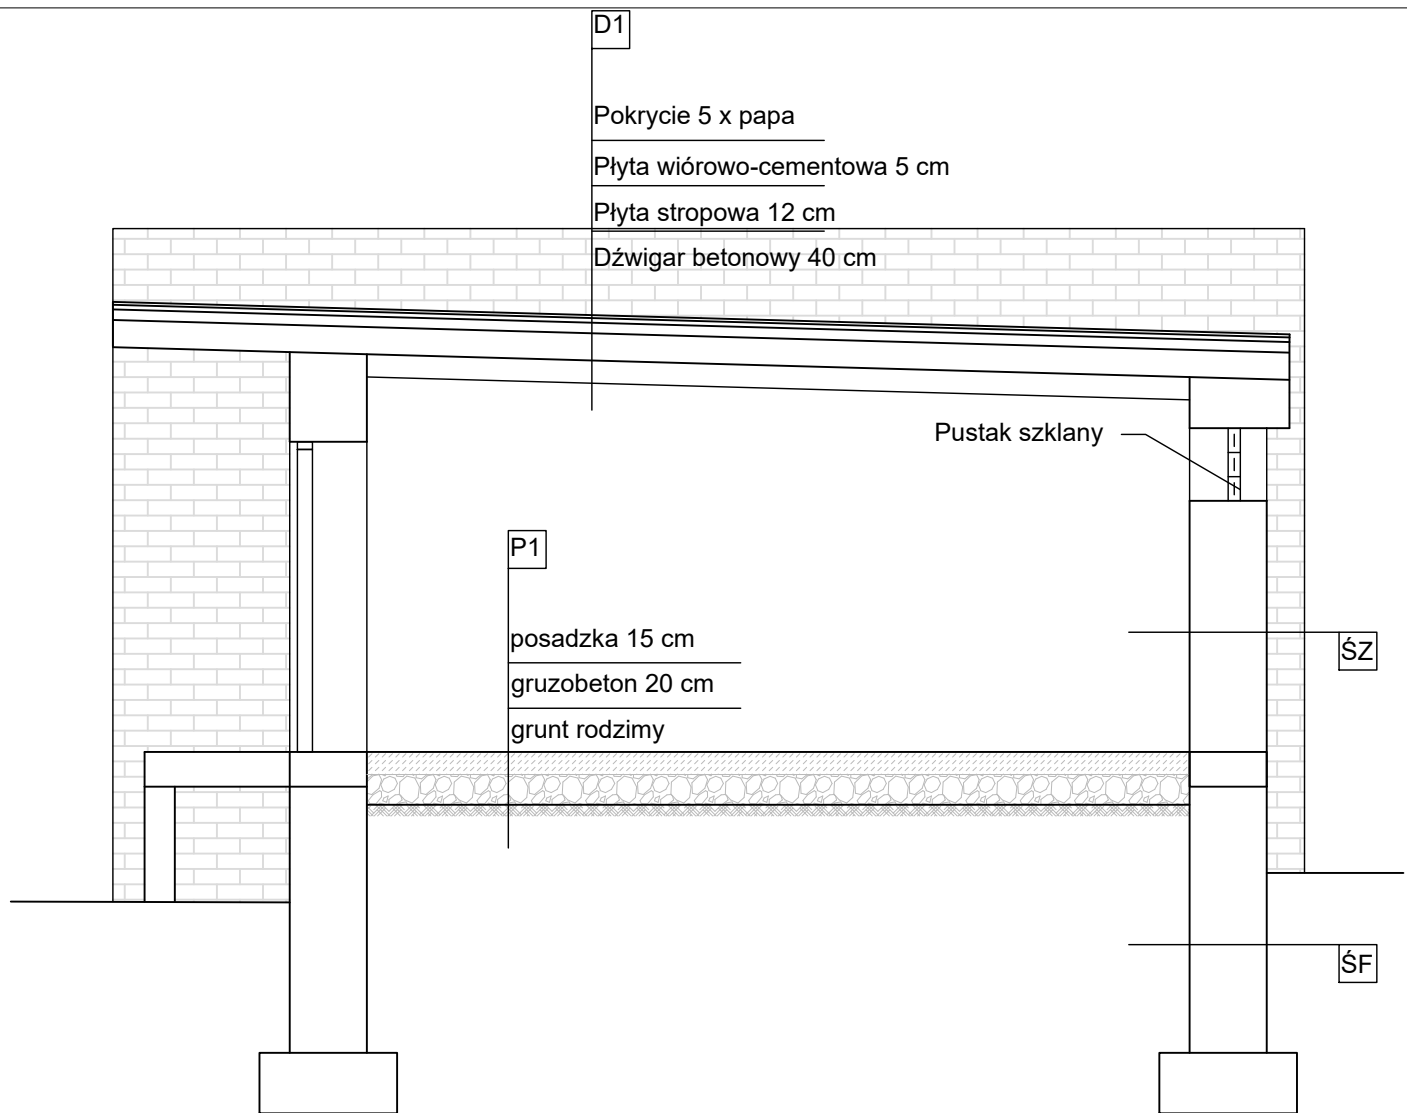 D1
Pokrycie 5 x papa
Płyta wiórowo-cementowa 5 cm
Płyta stropowa 12 cm
Dźwigar betonowy 40 cm
Pustak szklany
P1
posadzka 15 cm
gruzobeton 20 cm
grunt rodzimy
ŚZ
ŚF